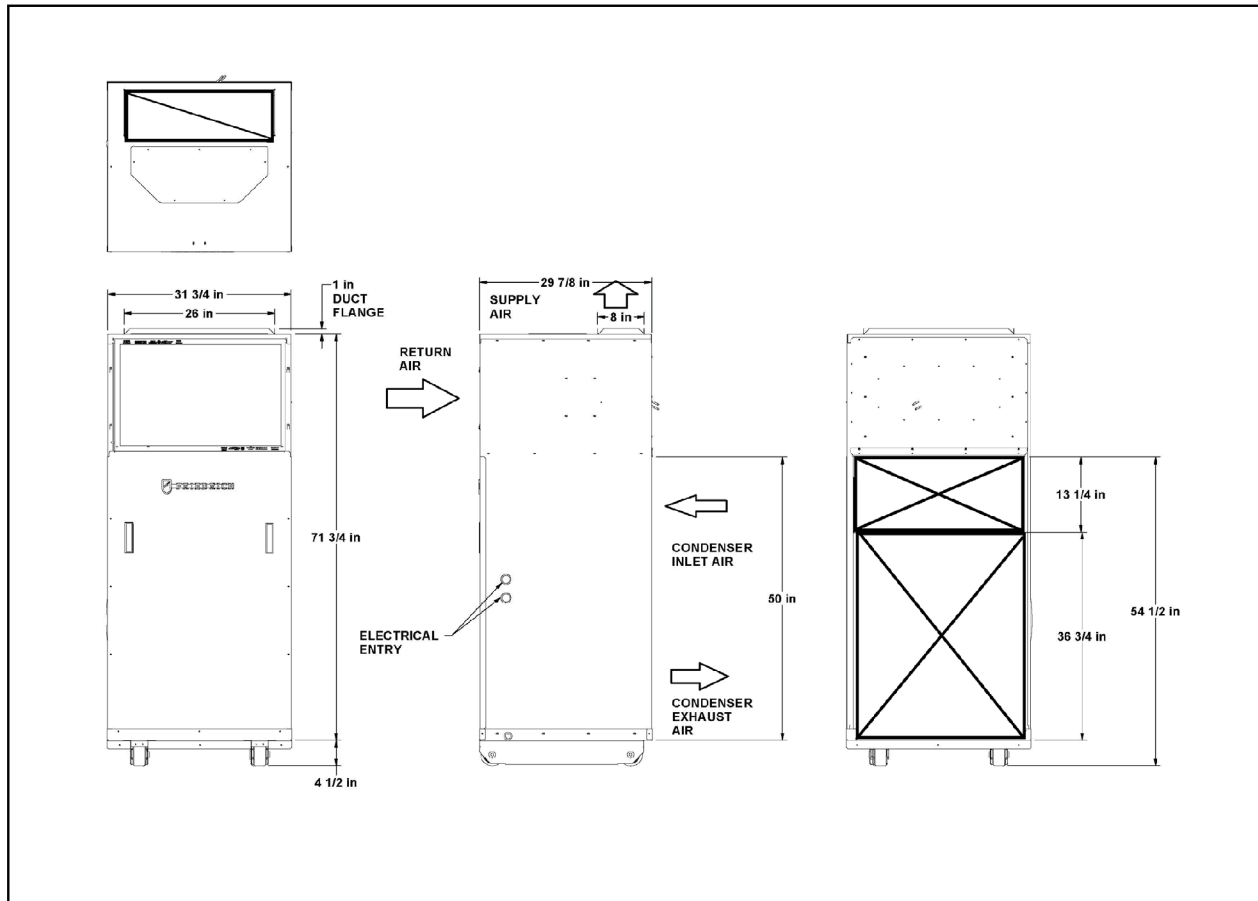 31 3/4 in
26 in
1 in
DUCT
FLANGE
29 7/8 in
SUPPLY
AIR
8 in
RETURN
AIR
FRIEDRICH
71 3/4 in
CONDENSER
INLET AIR
13 1/4 in
50 in
54 1/2 in
36 3/4 in
ELECTRICAL
ENTRY
CONDENSER
EXHAUST
AIR
4 1/2 in